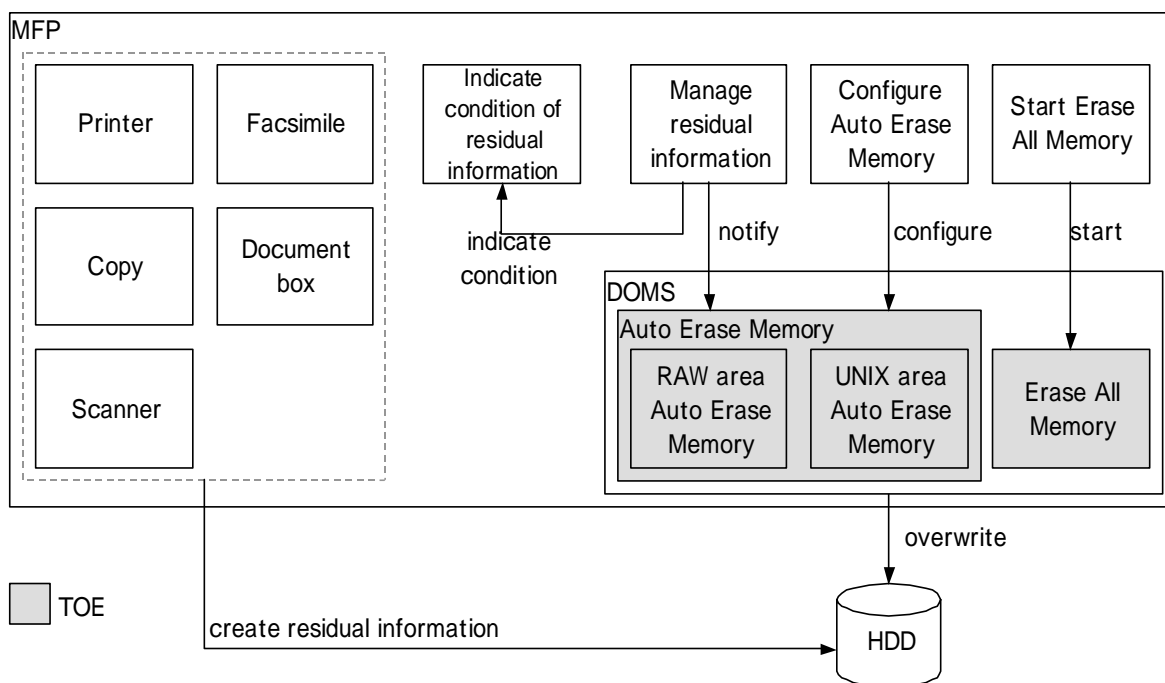 MFP
Printer
Facsimile
Copy
Document
box
Scanner
Indicate
condition of
residual
information
Manage
residual
information
Configure
Auto Erase
Memory
Start Erase
All Memory
indicate
condition
notify
configure
start
DOMS
Auto Erase Memory
RAW area
Auto Erase
Memory
UNIX area
Auto Erase
Memory
Erase All
Memory
overwrite
TOE
create residual information
HDD